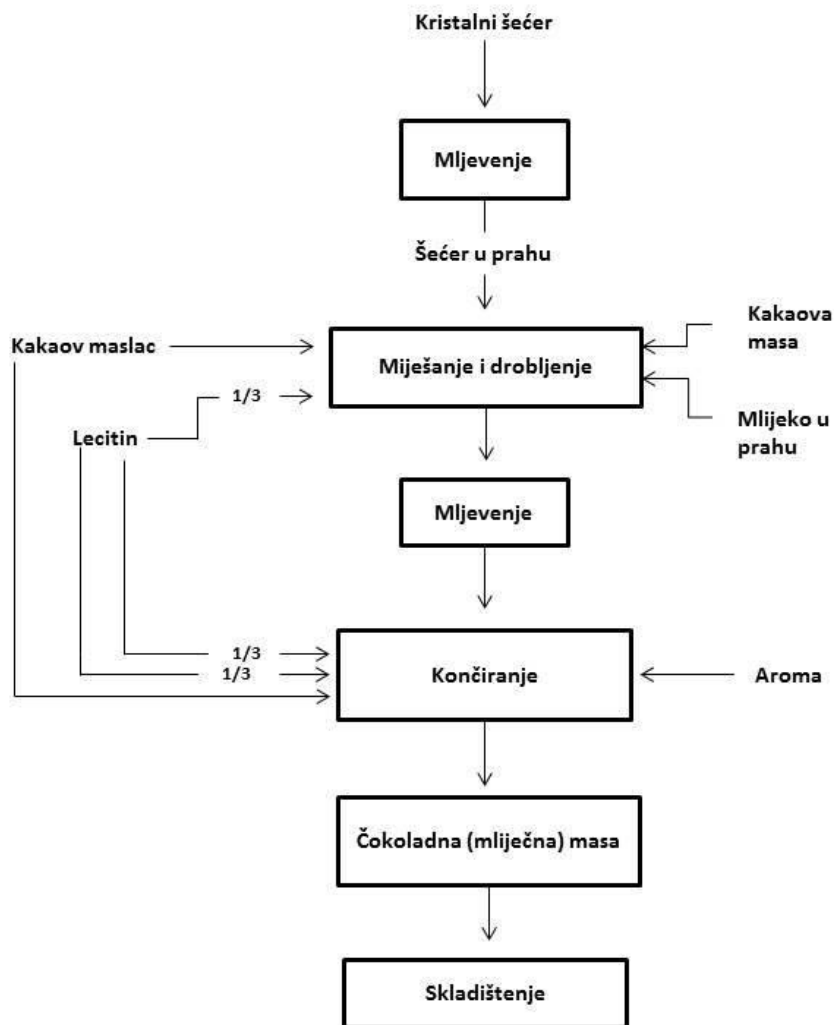 Kristalni šećer
Mljevenje
Šećer u prahu
Kakaova
masa
Kakaov maslac
Miješanje i drobljenje
1/3
Lecitin
Mlijeko u
prahu
Mljevenje
1/3
1/3
Končiranje
Aroma
Čokoladna (mliječna) masa
Skladištenje